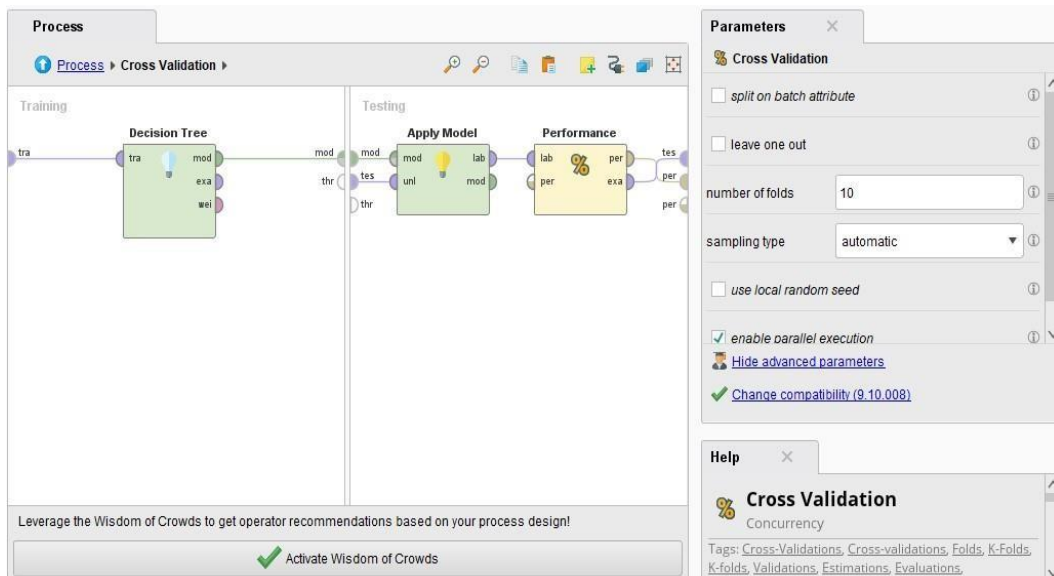 Process
Process ▸ Cross Validation ▸
Training
Testing
Decision Tree
Apply Model
Performance
tra
tra
mod
exa
wei
mod
thr
mod
tes
thr
mod
unl
lab
mod
lab
per
per
exa
tes
per
per
Leverage the Wisdom of Crowds to get operator recommendations based on your process design!
Activate Wisdom of Crowds
Parameters
Cross Validation
split on batch attribute
leave one out
number of folds 10
sampling type automatic
use local random seed
enable parallel execution
Hide advanced parameters
Change compatibility (9.10.008)
Help
Cross Validation
Concurrency
Tags: Cross-Validations, Cross-validations, Folds, K-Folds,
K-folds, Validations, Estimations, Evaluations,